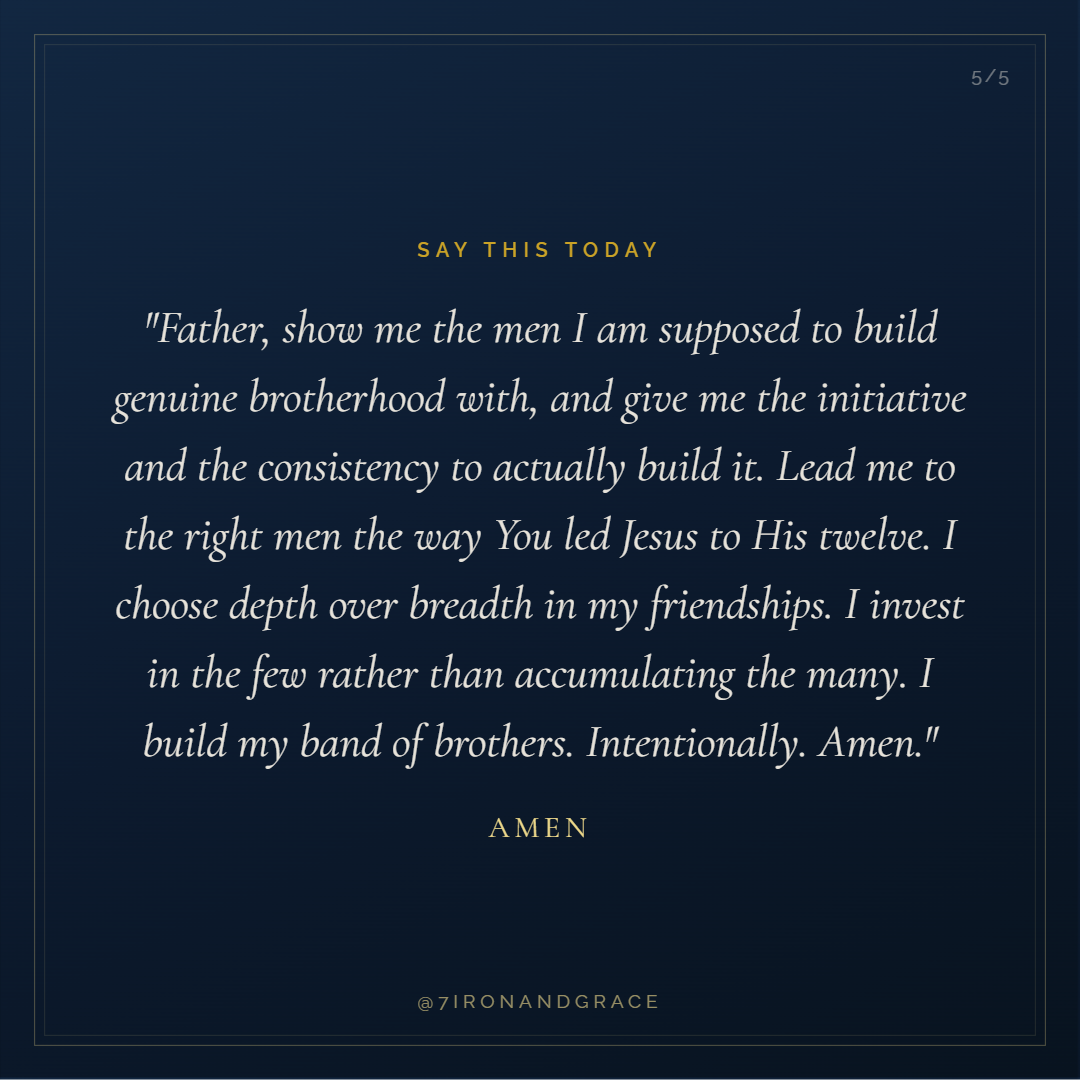 5/5
SAY THIS TODAY
"Father, show me the men I am supposed to build
genuine brotherhood with, and give me the initiative
and the consistency to actually build it. Lead me to
the right men the way You led Jesus to His twelve. I
choose depth over breadth in my friendships. I invest
in the few rather than accumulating the many. I
build my band of brothers. Intentionally. Amen."
AMEN
@7IRONANDGRACE